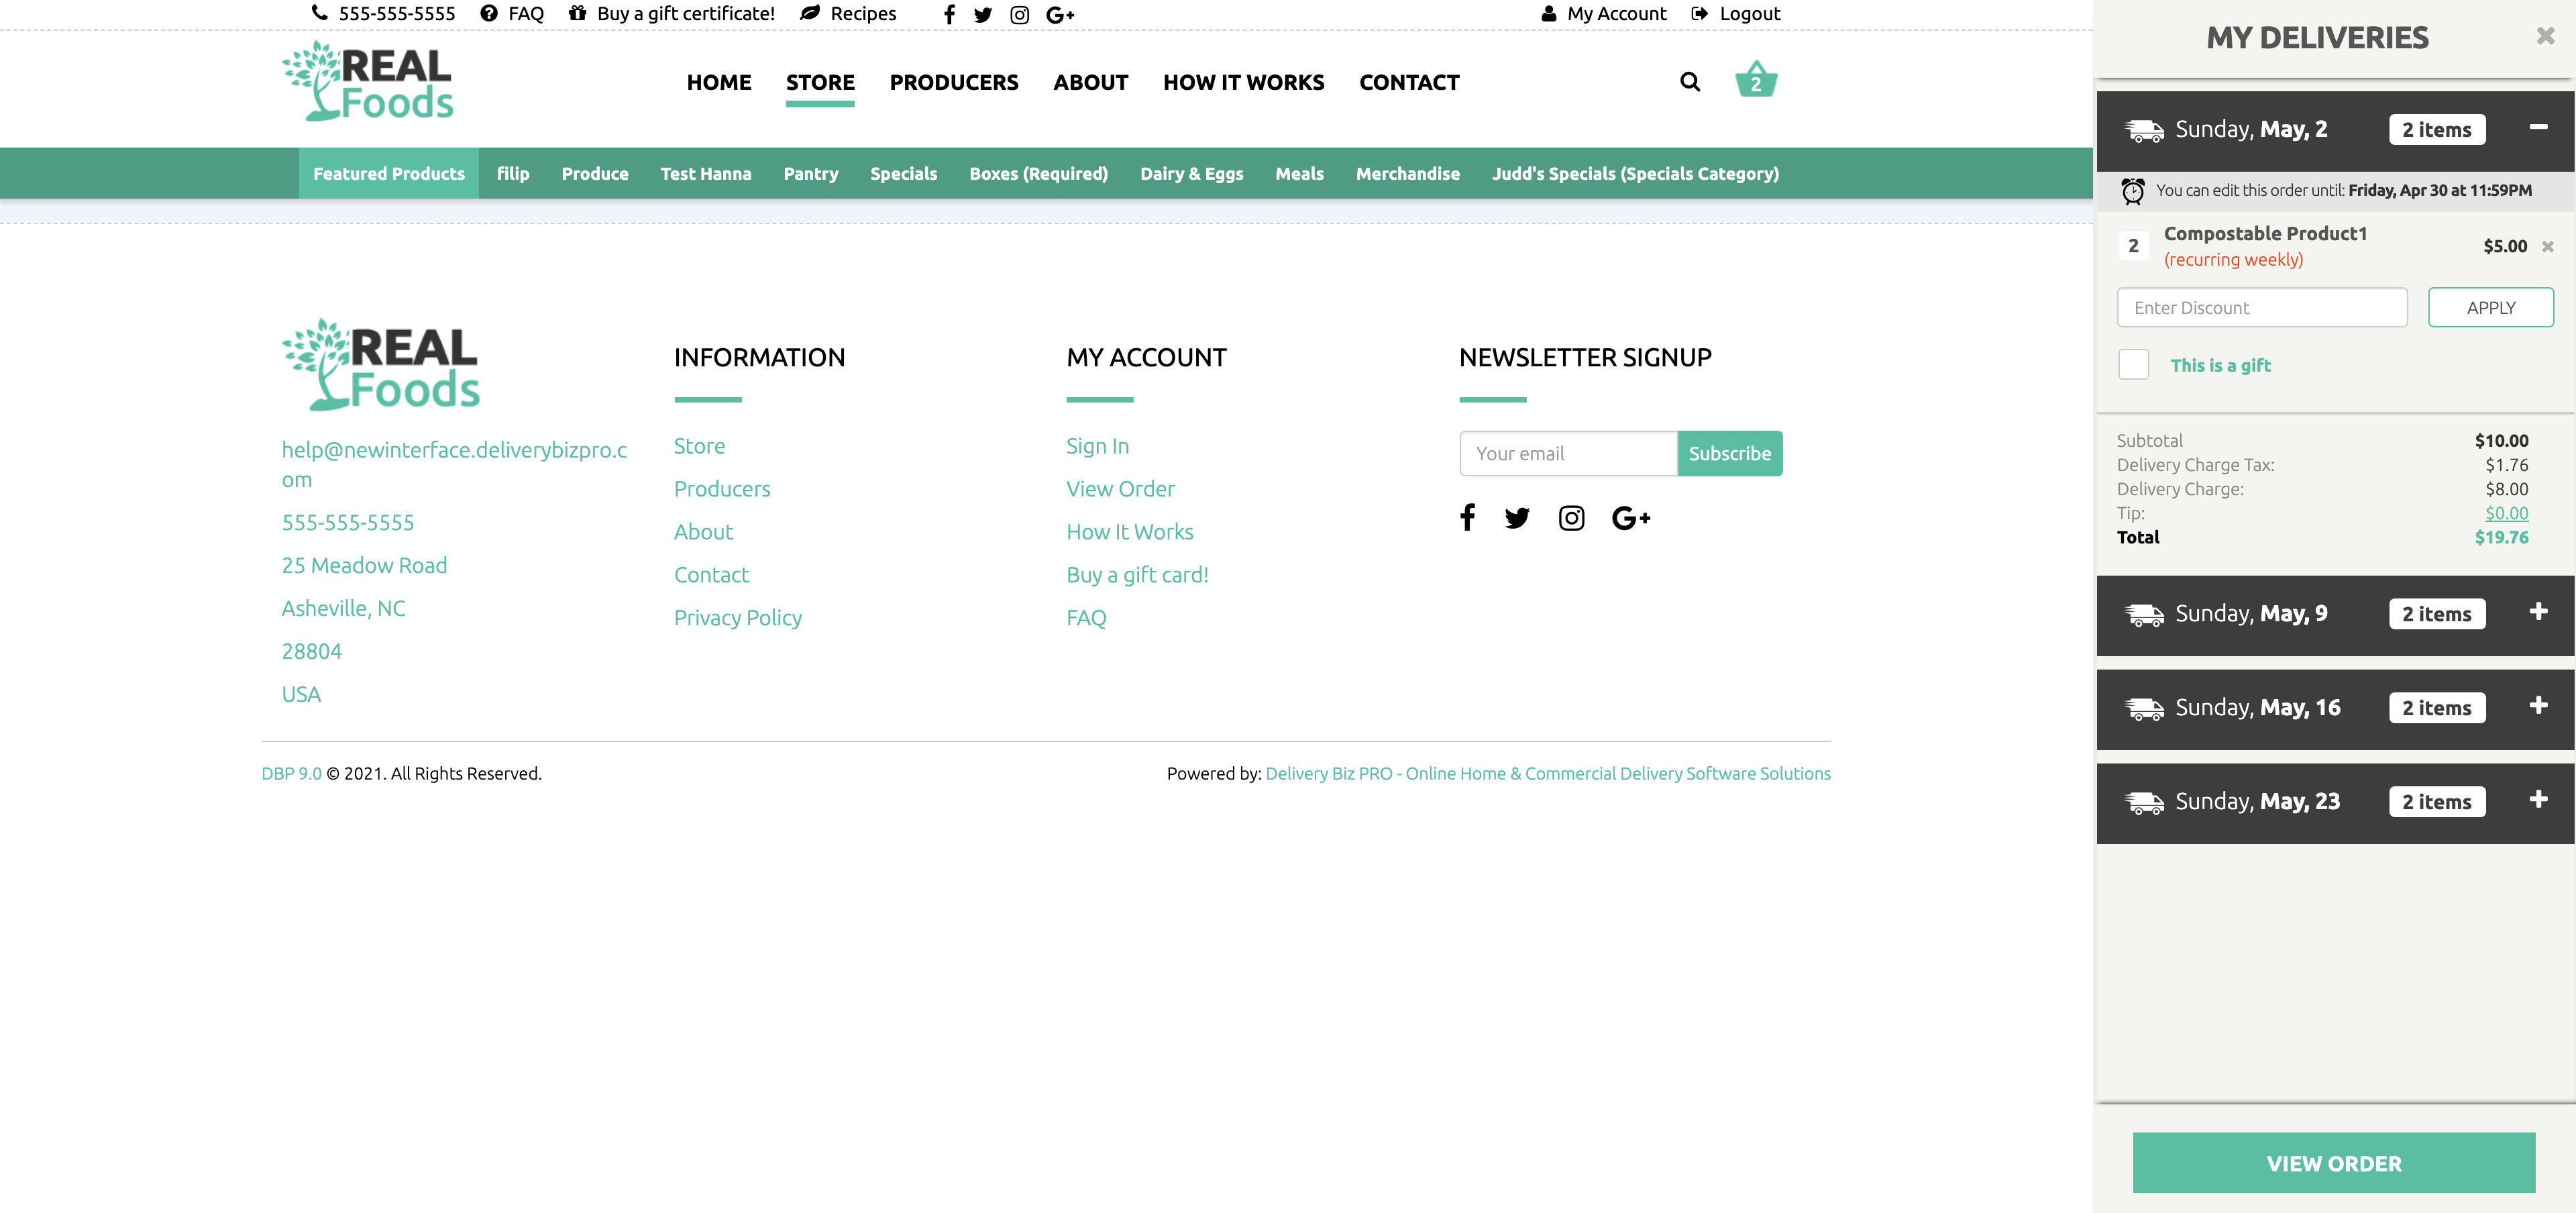 555-555-5555 FAQ Buy a gift certificate! Recipes G+ My Account Logout
REAL
Foods
HOME STORE PRODUCERS ABOUT HOW IT WORKS CONTACT 2
Featured Products filip Produce Test Hanna Pantry Specials Boxes (Required) Dairy & Eggs Meals Merchandise Judd's Specials (Specials Category)
REAL
Foods
help@newinterface.deliverybizpro.c
om
555-555-5555
25 Meadow Road
Asheville, NC
28804
USA
INFORMATION
Store
Producers
About
Contact
Privacy Policy
MY ACCOUNT
Sign In
View Order
How It Works
Buy a gift card!
FAQ
NEWSLETTER SIGNUP
Your email Subscribe
G+
DBP 9.0 © 2021. All Rights Reserved.
Powered by: Delivery Biz PRO - Online Home & Commercial Delivery Software Solutions
MY DELIVERIES
Sunday, May, 2 2 items
You can edit this order until: Friday, Apr 30 at 11:59PM
2 Compostable Product1 $5.00
(recurring weekly)
Enter Discount APPLY
This is a gift
Subtotal $10.00
Delivery Charge Tax: $1.76
Delivery Charge: $8.00
Tip: $0.00
Total $19.76
Sunday, May, 9 2 items
Sunday, May, 16 2 items
Sunday, May, 23 2 items
VIEW ORDER